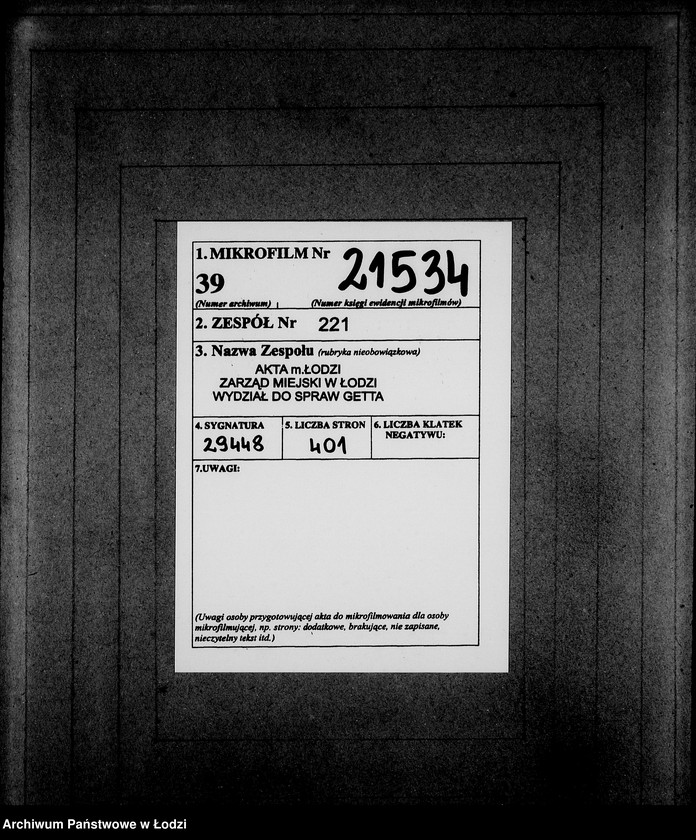 1. MIKROFILM Nr 21534
39
(Numer archiwum) (Numer księgi ewidencji mikrofilmów)
2. ZESPÓŁ Nr 221
3. Nazwa Zespołu (rubryka nieobowiązkowa)
AKTA m.ŁODZI
ZARZĄD MIEJSKI W ŁODZI
WYDZIAŁ DO SPRAW GETTA
4. SYGNATURA 5. LICZBA STRON 6. LICZBA KLATEK
NEGATYWU:
29448 401
7.UWAGI:
(Uwagi osoby przygotowującej akta do mikrofilmowania dla osoby
mikrofilmującej, np. strony: dodatkowe, brakujące, nie zapisane,
nieczytelny tekst itd.)
Archiwum Państwowe w Łodzi